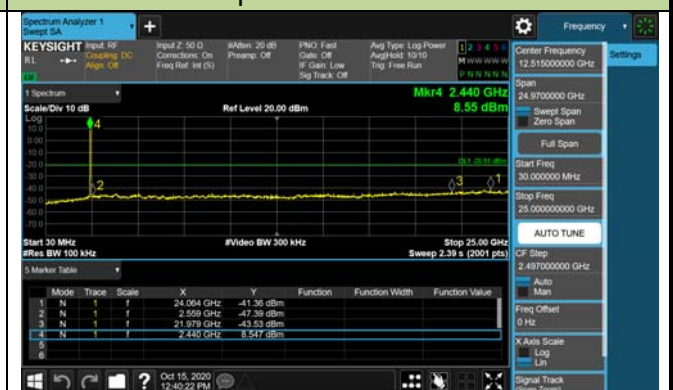 Spectrum Analyzer 1
Swept SA
+
Frequency
KEYSIGHT
RL
Input: RF
Coupling: DC
Align: Off
Input Z: 50 Ω
Corrections: On
Freq Ref: Int (S)
#Atten: 20 dB
Preamp: Off
PNO: Fast
Gate: Off
IF Gain: Low
Sig Track: Off
Avg Type: Log-Power
Avg|Hold: 10/10
Trig: Free Run
1 2 3 4 5 6
M W W W W W
P N N N N N
1 Spectrum
Scale/Div 10 dB
Ref Level 20.00 dBm
Mkr4 2.440 GHz
8.55 dBm
Log
10.0
0.00
-10.0
-20.0
-30.0
-40.0
-50.0
-60.0
-70.0
4
2
3
1
Start 30 MHz
#Res BW 100 kHz
#Video BW 300 kHz
Stop 25.00 GHz
Sweep 2.39 s (2001 pts)
5 Marker Table
Mode Trace Scale X Y Function Function Width Function Value
1 N 1 f 24.064 GHz -41.36 dBm
2 N 1 f 2.559 GHz -47.39 dBm
3 N 1 f 21.979 GHz -43.53 dBm
4 N 1 f 2.440 GHz 8.547 dBm
5
6
?
Oct 15, 2020
12:40:22 PM
Center Frequency
12.515000000 GHz
Span
24.9700000 GHz
Swept Span
Zero Span
Full Span
Start Freq
30.000000 MHz
Stop Freq
25.000000000 GHz
AUTO TUNE
CF Step
2.497000000 GHz
Auto
Man
Freq Offset
0 Hz
X Axis Scale
Log
Lin
Signal Track
(Span Zoom)
Settings